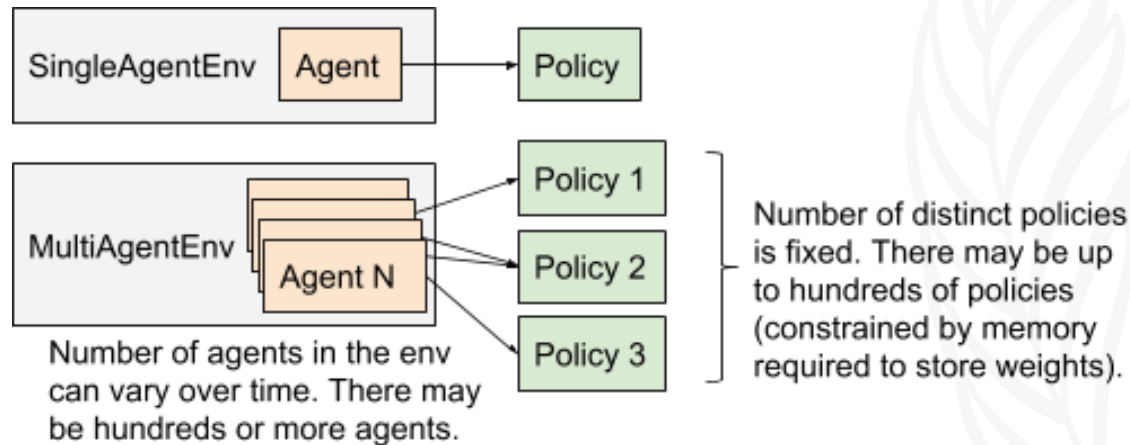 SingleAgentEnv
Agent
Policy
MultiAgentEnv
Agent N
Policy 1
Policy 2
Policy 3
Number of agents in the env
can vary over time. There may
be hundreds or more agents.
Number of distinct policies
is fixed. There may be up
to hundreds of policies
(constrained by memory
required to store weights).